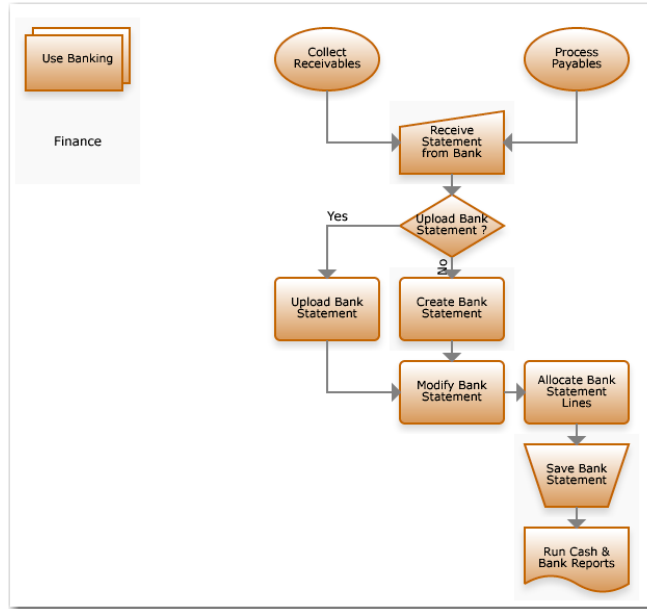 Use Banking
Finance
Collect
Receivables
Process
Payables
Receive
Statement
from Bank
Upload Bank
Statement ?
Yes
No
Upload Bank
Statement
Create Bank
Statement
Modify Bank
Statement
Allocate Bank
Statement
Lines
Save Bank
Statement
Run Cash &
Bank Reports